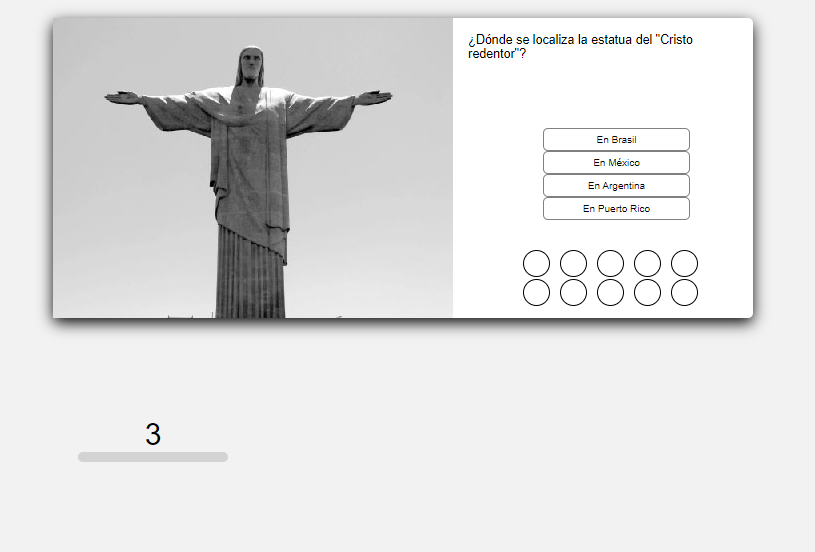 ¿Dónde se localiza la estatua del "Cristo
redentor"?
En Brasil
En México
En Argentina
En Puerto Rico
3